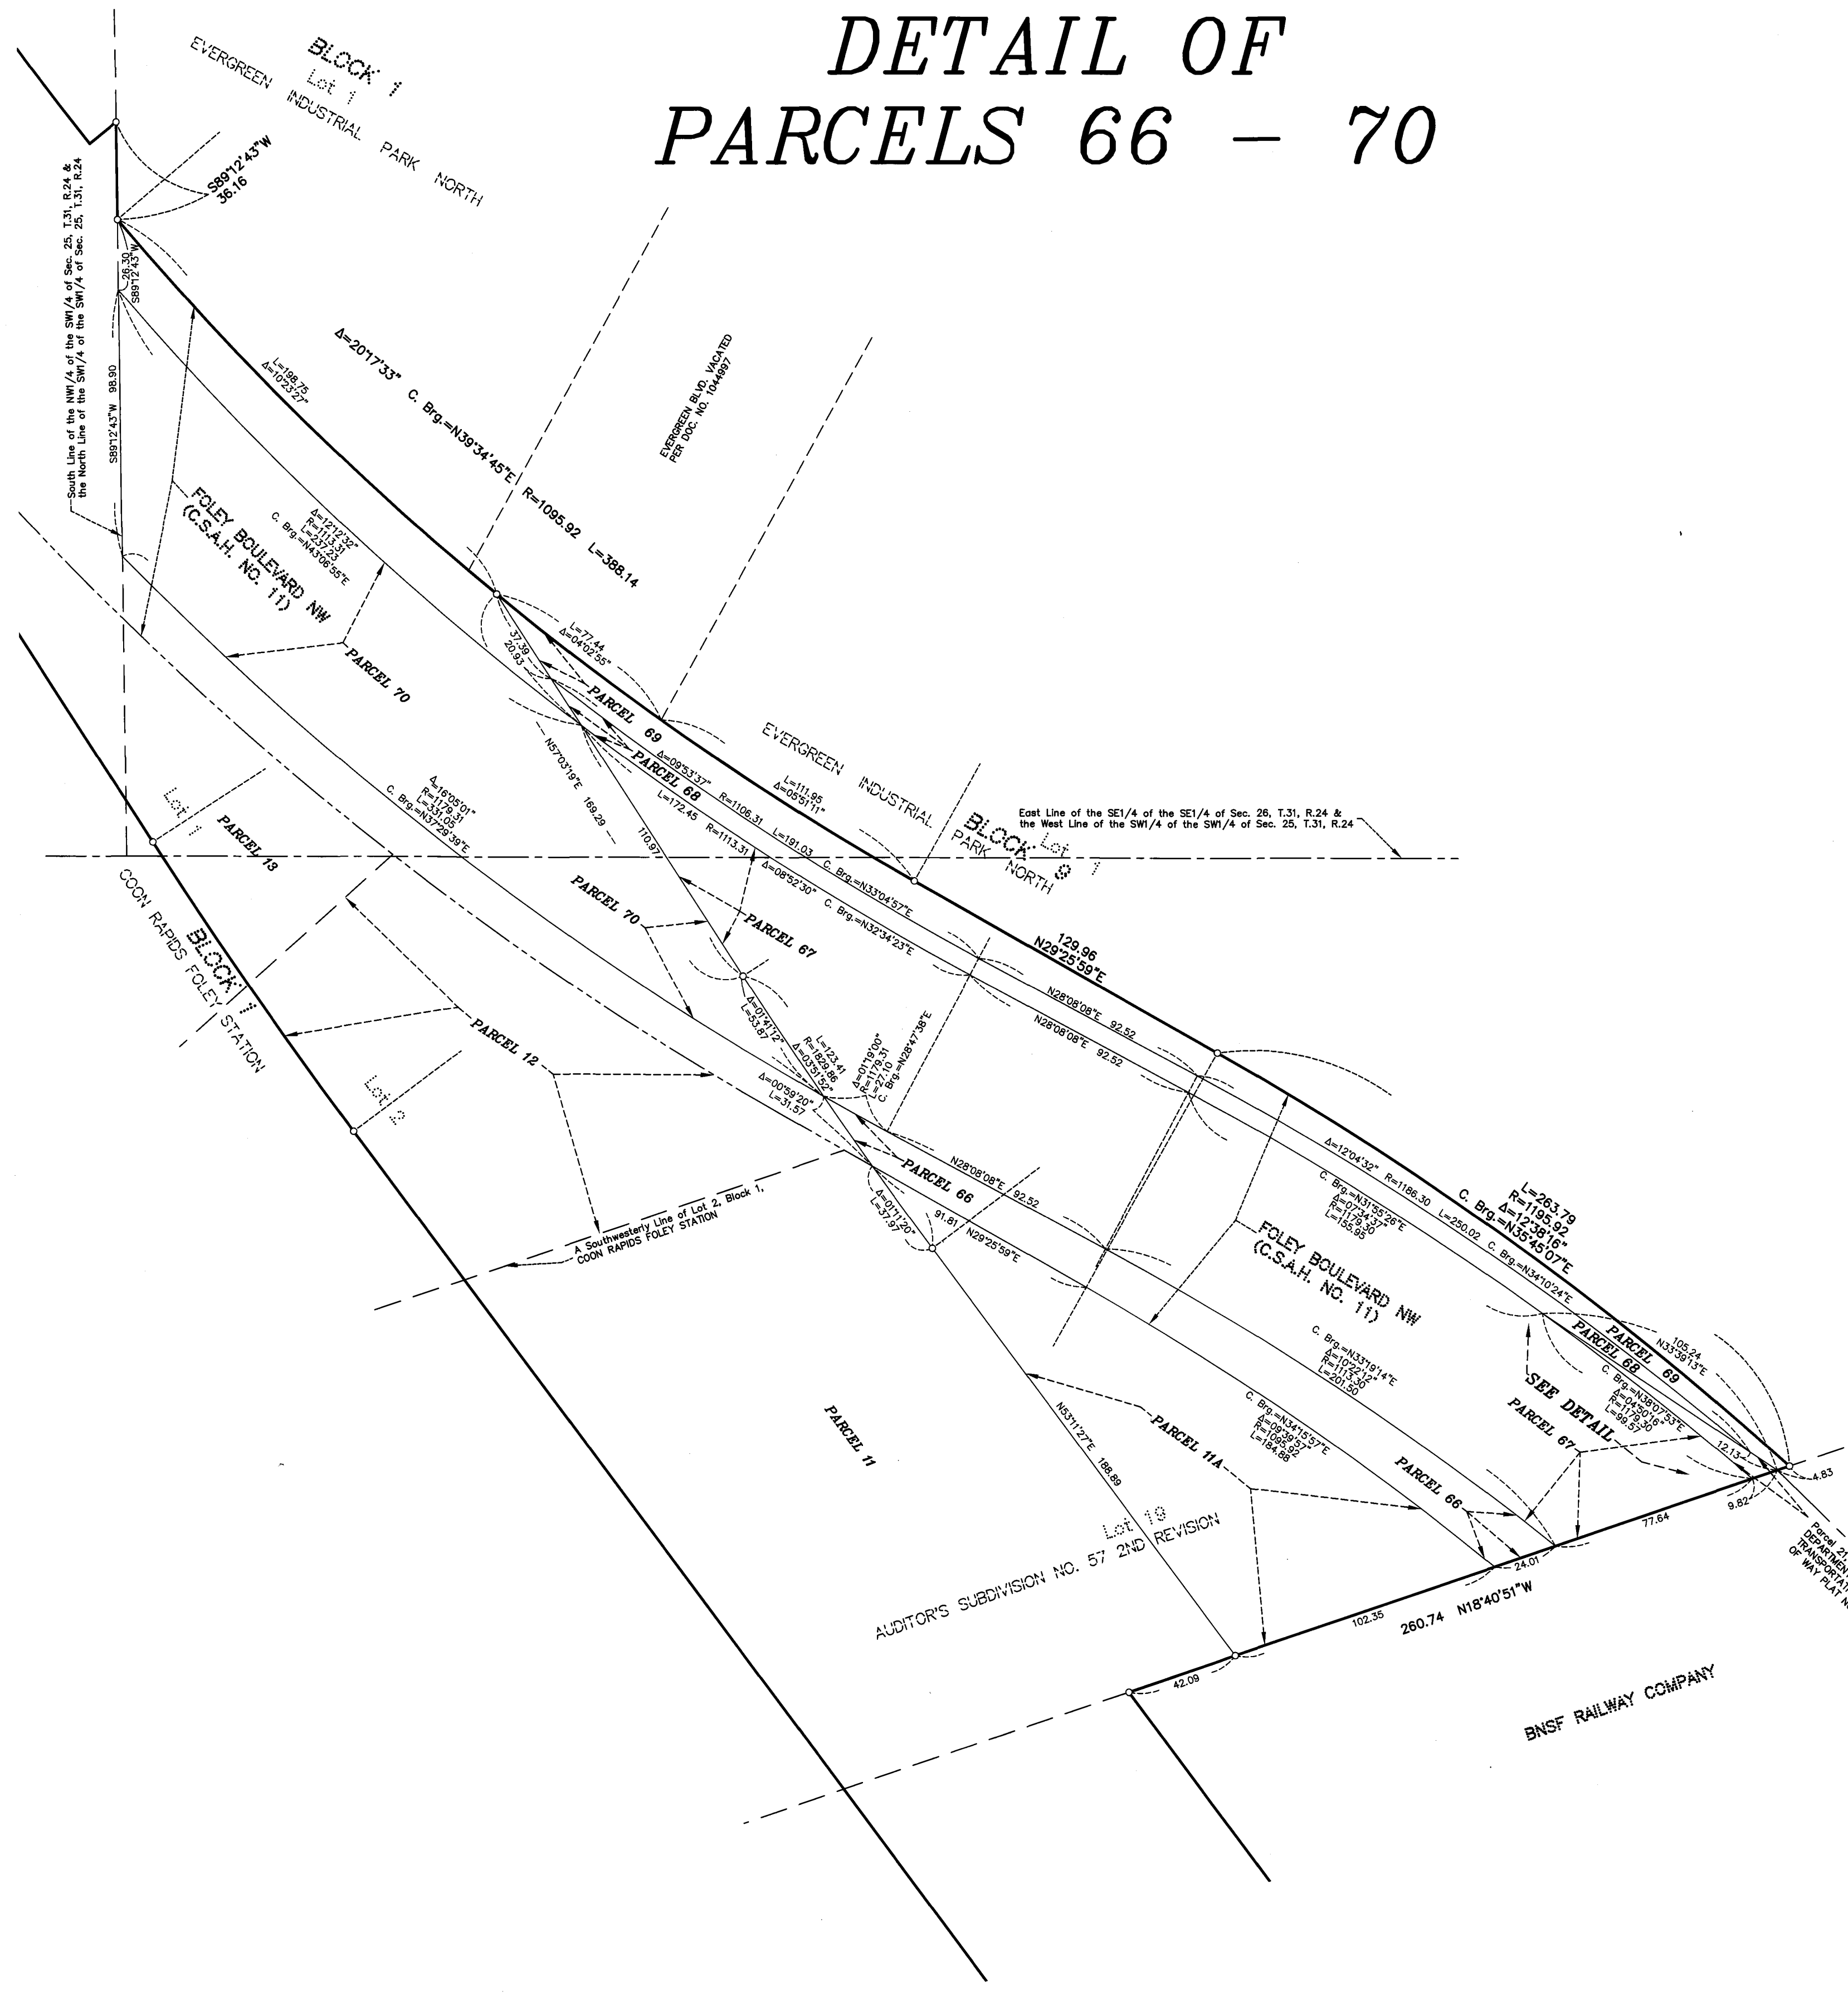 DETAIL OF
PARCELS 66 - 70
BLOCK 1
Lot 1
EVERGREEN INDUSTRIAL PARK NORTH
S89°12'43"W
36.16
South Line of the NW1/4 of the SW1/4 of Sec. 25, T.31, R.24 &
the North Line of the SW1/4 of the SW1/4 of Sec. 25, T.31, R.24
26.30
S89°12'43"W
S89°12'43"W 98.90
L=198.75
Δ=10°23'27"
Δ=20°17'33" C. Brg.=N39°34'45"E R=1095.92 L=388.14
EVERGREEN BLVD. VACATED
PER DOC. NO. 1044997
FOLEY BOULEVARD NW
(C.S.A.H. NO. 11)
Δ=12°12'32"
R=1113.31
L=237.23
C. Brg.=N43°06'55"E
PARCEL 70
37.39
20.93
L=77.44
Δ=04°02'55"
PARCEL 69
PARCEL 68
N57°03'19"E 169.29
110.97
Δ=09°53'37" R=1106.31 L=191.03 C. Brg.=N33°04'57"E
L=172.45 R=1113.31 Δ=08°52'30" C. Brg.=N32°34'23"E
L=111.95
Δ=05°51'11"
EVERGREEN INDUSTRIAL
PARK NORTH
BLOCK 9
Lot 1
East Line of the SE1/4 of the SE1/4 of Sec. 26, T.31, R.24 &
the West Line of the SW1/4 of the SW1/4 of Sec. 25, T.31, R.24
Δ=16°05'01"
R=1179.31
L=331.05
C. Brg.=N37°29'39"E
Lot 1
PARCEL 13
COON RAPIDS FOLEY STATION
BLOCK 1
PARCEL 70
PARCEL 67
129.96
N29°25'59"E
N28°08'08"E 92.52
N28°08'08"E 92.52
PARCEL 12
Lot 2
Δ=01°41'12"
L=53.87
L=123.41
R=1829.86
Δ=03°51'52"
Δ=01°19'00"
R=1179.31
L=27.10
C. Brg.=N28°47'38"E
Δ=00°59'20"
L=31.57
A Southwesterly Line of Lot 2, Block 1,
COON RAPIDS FOLEY STATION
PARCEL 66
N28°08'08"E 92.52
Δ=01°11'20"
L=37.97
91.81 N29°25'59"E
Δ=12°04'32" R=1186.30 L=250.02 C. Brg.=N34°10'24"E
C. Brg.=N31°55'26"E
Δ=07°34'37"
R=1179.30
L=155.95
L=263.79
R=1195.92
Δ=12°38'16"
C. Brg.=N35°45'07"E
FOLEY BOULEVARD NW
(C.S.A.H. NO. 11)
PARCEL 69
PARCEL 68
105.24
N33°39'13"E
C. Brg.=N33°19'14"E
Δ=10°22'12"
R=1113.30
L=201.50
SEE DETAIL
C. Brg.=N38°07'53"E
Δ=04°50'16"
R=1179.30
L=99.57
PARCEL 67
12.13
4.83
9.82
PARCEL 11
N53°11'27"E 188.89
PARCEL 11A
C. Brg.=N34°15'57"E
Δ=09°39'57"
R=1095.92
L=184.88
PARCEL 66
77.64
24.01
Lot 19
AUDITOR'S SUBDIVISION NO. 57 2ND REVISION
102.35
260.74 N18°40'51"W
42.09
BNSF RAILWAY COMPANY
Parcel 21